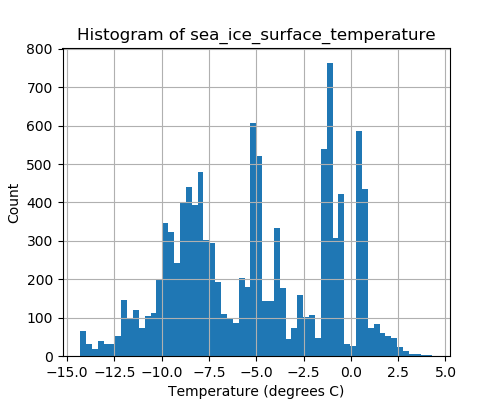 Histogram of sea_ice_surface_temperature
800
700
600
500
400
300
200
100
0
Count
−15.0 −12.5 −10.0 −7.5 −5.0 −2.5 0.0 2.5 5.0
Temperature (degrees C)